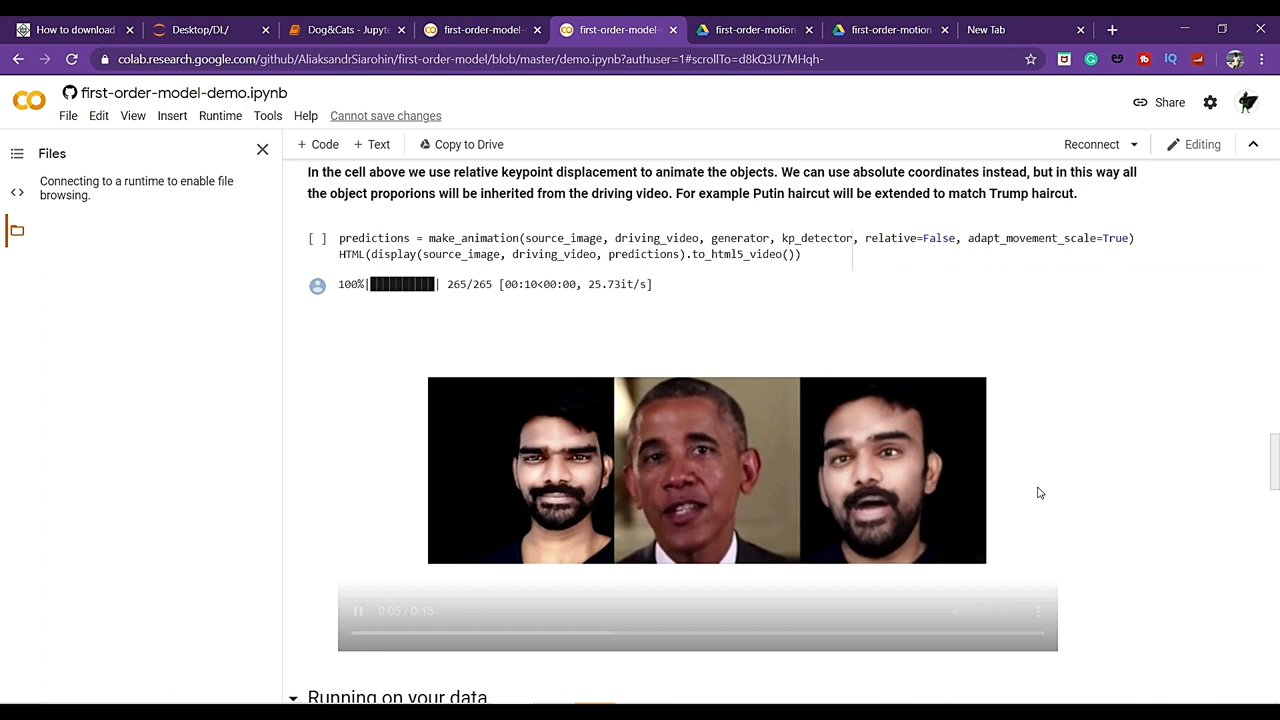 How to download
Desktop/DL/
Dog&Cats - Jupyte
first-order-model-
first-order-model-
first-order-motion
first-order-motion
New Tab
colab.research.google.com/github/AliaksandrSiarohin/first-order-model/blob/master/demo.ipynb?authuser=1#scrollTo=d8kQ3U7MHqh-
first-order-model-demo.ipynb
Share
File Edit View Insert Runtime Tools Help Cannot save changes
Files
+ Code + Text Copy to Drive
Reconnect
Editing
Connecting to a runtime to enable file
browsing.
In the cell above we use relative keypoint displacement to animate the objects. We can use absolute coordinates instead, but in this way all
the object proporions will be inherited from the driving video. For example Putin haircut will be extended to match Trump haircut.
[ ] predictions = make_animation(source_image, driving_video, generator, kp_detector, relative=False, adapt_movement_scale=True)
HTML(display(source_image, driving_video, predictions).to_html5_video())
100%|██████████| 265/265 [00:10<00:00, 25.73it/s]
0:05 / 0:13
Running on your data